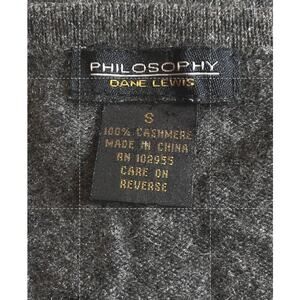 PHILOSOPHY
DANE LEWIS
S
100% CASHMERE
MADE IN CHINA
RN 102955
CARE ON
REVERSE